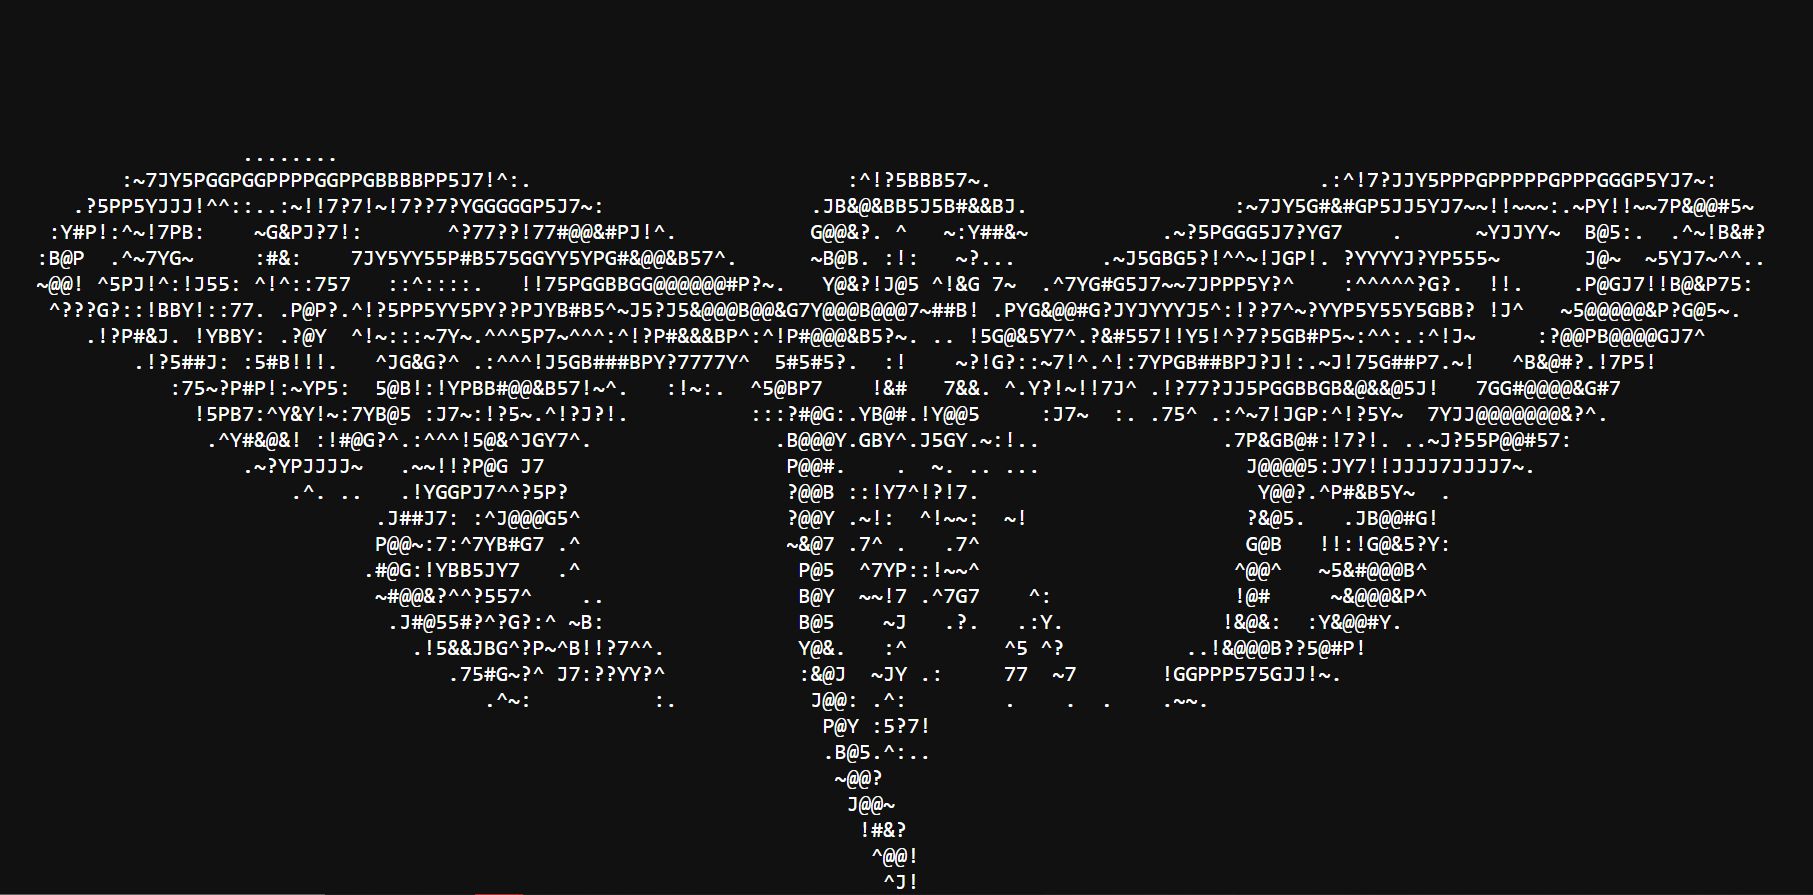 ........
:~7JY5PGGPGGPPPPGGPPGBBBBPP5J7!^:. :^!?5BBB57~. .:^!7?JJY5PPPGPPPPPGPPPGGGP5YJ7~:
.?5PP5YJJJ!^^::..:~!!7?7!~!7??7?YGGGGGP5J7~: .JB&@&BB5J5B#&&BJ. :~7JY5G#&#GP5JJ5YJ7~~!!~~~:.~PY!!~~7P&@@#5~
:Y#P!:^~!7PB: ~G&PJ?7!: ^?77??!77#@@&#PJ!^. G@@&?. ^ ~:Y##&~ .~?5PGGG5J7?YG7 . ~YJJYY~ B@5:. .^~!B&#?
:B@P .^~7YG~ :#&: 7JY5YY55P#B575GGYY5YPG#&@@&B57^. ~B@B. :!: ~?... .~J5GBG5?!^^~!JGP!. ?YYYYJ?YP555~ J@~ ~5YJ7~^^..
~@@! ^5PJ!^:!J55: ^!^::757 ::^::::. !!75PGGBBGG@@@@@@#P?~. Y@&?!J@5 ^!&G 7~ .^7YG#G5J7~~7JPPP5Y?^ :^^^^^?G?. !!. .P@GJ7!!B@&P75:
^???G?::!BBY!::77. .P@P?.^!?5PP5YY5PY??PJYB#B5^~J5?J5&@@@B@@&G7Y@@@B@@@7~##B! .PYG&@@#G?JYJYYYJ5^:!??7^~?YYP5Y55Y5GBB? !J^ ~5@@@@@&P?G@5~.
.!?P#&J. !YBBY: .?@Y ^!~:::~7Y~.^^^5P7~^^^:^!?P#&&&BP^:^!P#@@@&B5?~. .. !5G@&5Y7^.?&#557!!Y5!^?7?5GB#P5~:^^:.:^!J~ :?@@PB@@@@GJ7^
.!?5##J: :5#B!!!. ^JG&G?^ .:^^^!J5GB###BPY?7777Y^ 5#5#5?. :! ~?!G?::~7!^.^!:7YPGB##BPJ?J!:.~J!75G##P7.~! ^B&@#?.!7P5!
:75~?P#P!:~YP5: 5@B!:!YPBB#@@&B57!~^. :!~:. ^5@BP7 !&# 7&&. ^.Y?!~!!7J^ .!?77?JJ5PGGBBGB&@&&@5J! 7GG#@@@@&G#7
!5PB7:^Y&Y!~:7YB@5 :J7~:!?5~.^!?J?!. :::?#@G:.YB@#.!Y@@5 :J7~ :. .75^ .:^~7!JGP:^!?5Y~ 7YJJ@@@@@@@&?^.
.^Y#&@&! :!#@G?^.:^^^!5@&^JGY7^. .B@@@Y.GBY^.J5GY.~:!.. .7P&GB@#:!7?!. ..~J?55P@@#57:
.~?YPJJJJ~ .~~!!?P@G J7 P@@#. . ~. .. ... J@@@@5:JY7!!JJJJ7JJJJ7~.
.^. .. .!YGGPJ7^^?5P? ?@@B ::!Y7^!?!7. Y@@?.^P#&B5Y~ .
.J##J7: :^J@@@G5^ ?@@Y .~!: ^!~~: ~! ?&@5. .JB@@#G!
P@@~:7:^7YB#G7 .^ ~&@7 .7^ . .7^ G@B !!:!G@&5?Y:
.#@G:!YBB5JY7 .^ P@5 ^7YP::!~~^ ^@@^ ~5&#@@@B^
~#@@&?^^?557^ .. B@Y ~~!7 .^7G7 ^: !@# ~&@@@&P^
.J#@55#?^?G?:^ ~B: B@5 ~J .?. .:Y. !&@&: :Y&@@#Y.
.!5&&JBG^?P~^B!!?7^^. Y@&. :^ ^5 ^? ..!&@@@B??5@#P!
.75#G~?^ J7:??YY?^ :&@J ~JY .: 77 ~7 !GGPPP575GJJ!~.
.^~: :. J@@: .^: . . . .~~.
P@Y :5?7!
.B@5.^:..
~@@?
J@@~
!#&?
^@@!
^J!